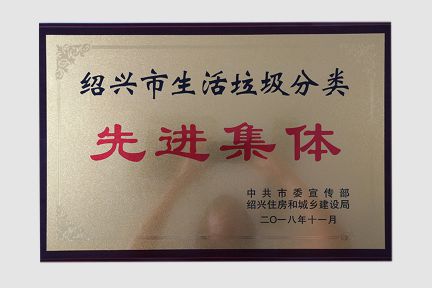 绍兴市生活垃圾分类
先进集体
中共市委宣传部
绍兴住房和城乡建设局
二〇一八年十一月